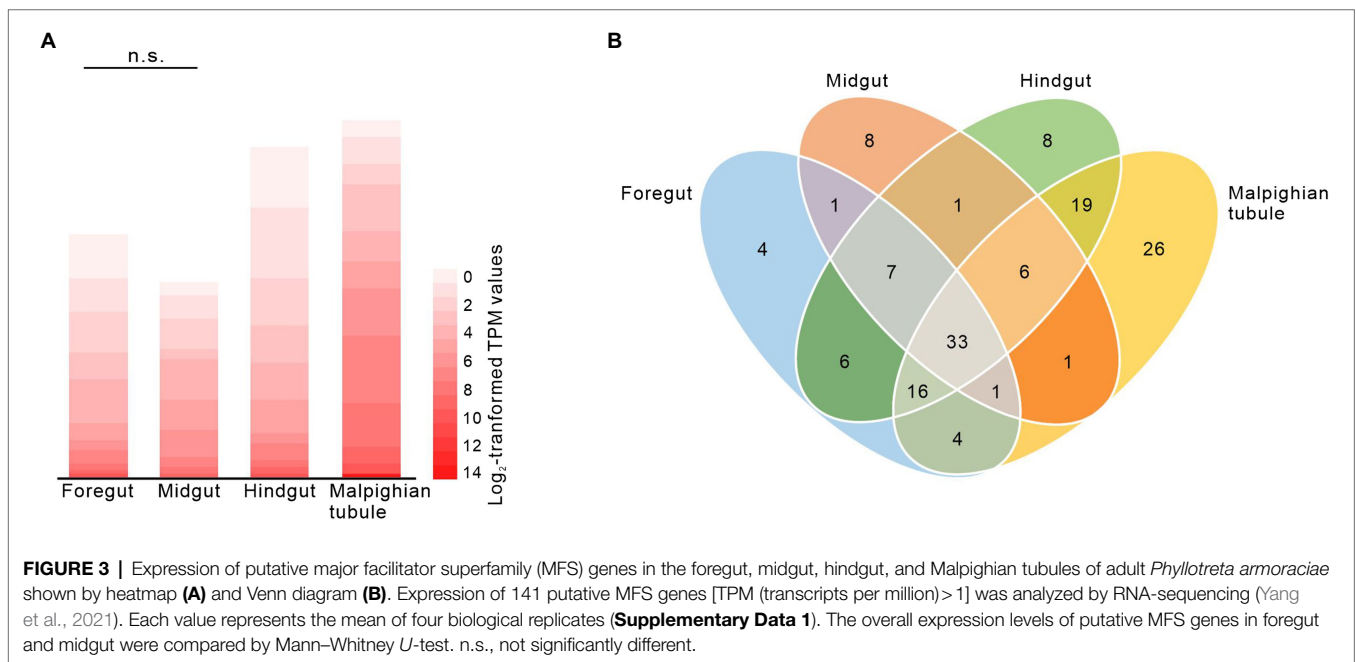 A
n.s.
Foregut
Midgut
Hindgut
Malpighian
tubule
0
2
4
6
8
10
12
14
Log₂-tranformed TPM values
B
Midgut
Hindgut
Foregut
Malpighian
tubule
8
8
1
1
19
4
26
7
6
33
6
1
16
1
4
FIGURE 3 | Expression of putative major facilitator superfamily (MFS) genes in the foregut, midgut, hindgut, and Malpighian tubules of adult Phyllotreta armoraciae
shown by heatmap (A) and Venn diagram (B). Expression of 141 putative MFS genes [TPM (transcripts per million)>1] was analyzed by RNA-sequencing (Yang
et al., 2021). Each value represents the mean of four biological replicates (Supplementary Data 1). The overall expression levels of putative MFS genes in foregut
and midgut were compared by Mann–Whitney U-test. n.s., not significantly different.